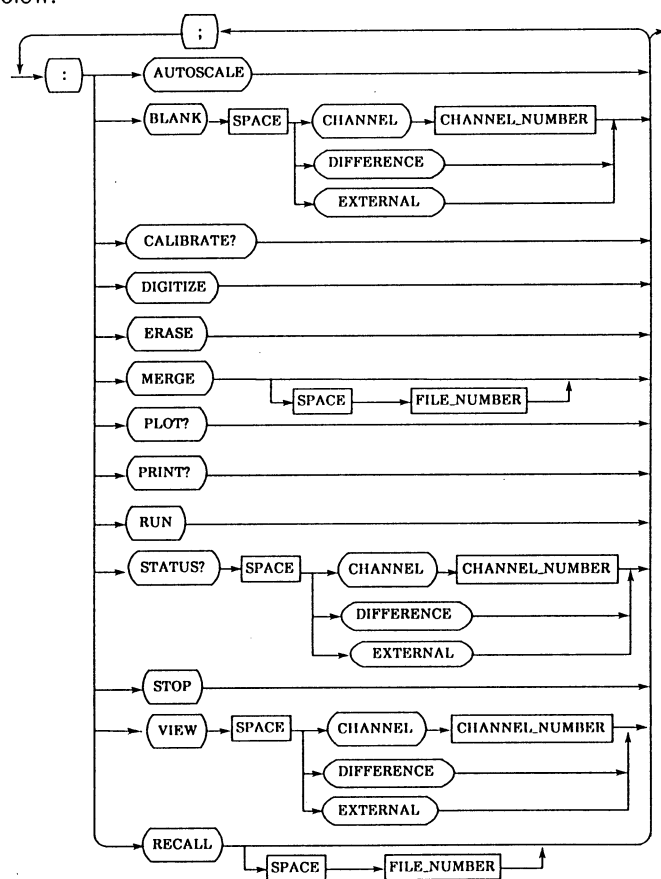 ;
:
AUTOSCALE
BLANK SPACE CHANNEL CHANNEL_NUMBER
DIFFERENCE
EXTERNAL
CALIBRATE?
DIGITIZE
ERASE
MERGE
SPACE FILE_NUMBER
PLOT?
PRINT?
RUN
STATUS? SPACE CHANNEL CHANNEL_NUMBER
DIFFERENCE
EXTERNAL
STOP
VIEW SPACE CHANNEL CHANNEL_NUMBER
DIFFERENCE
EXTERNAL
RECALL
SPACE FILE_NUMBER